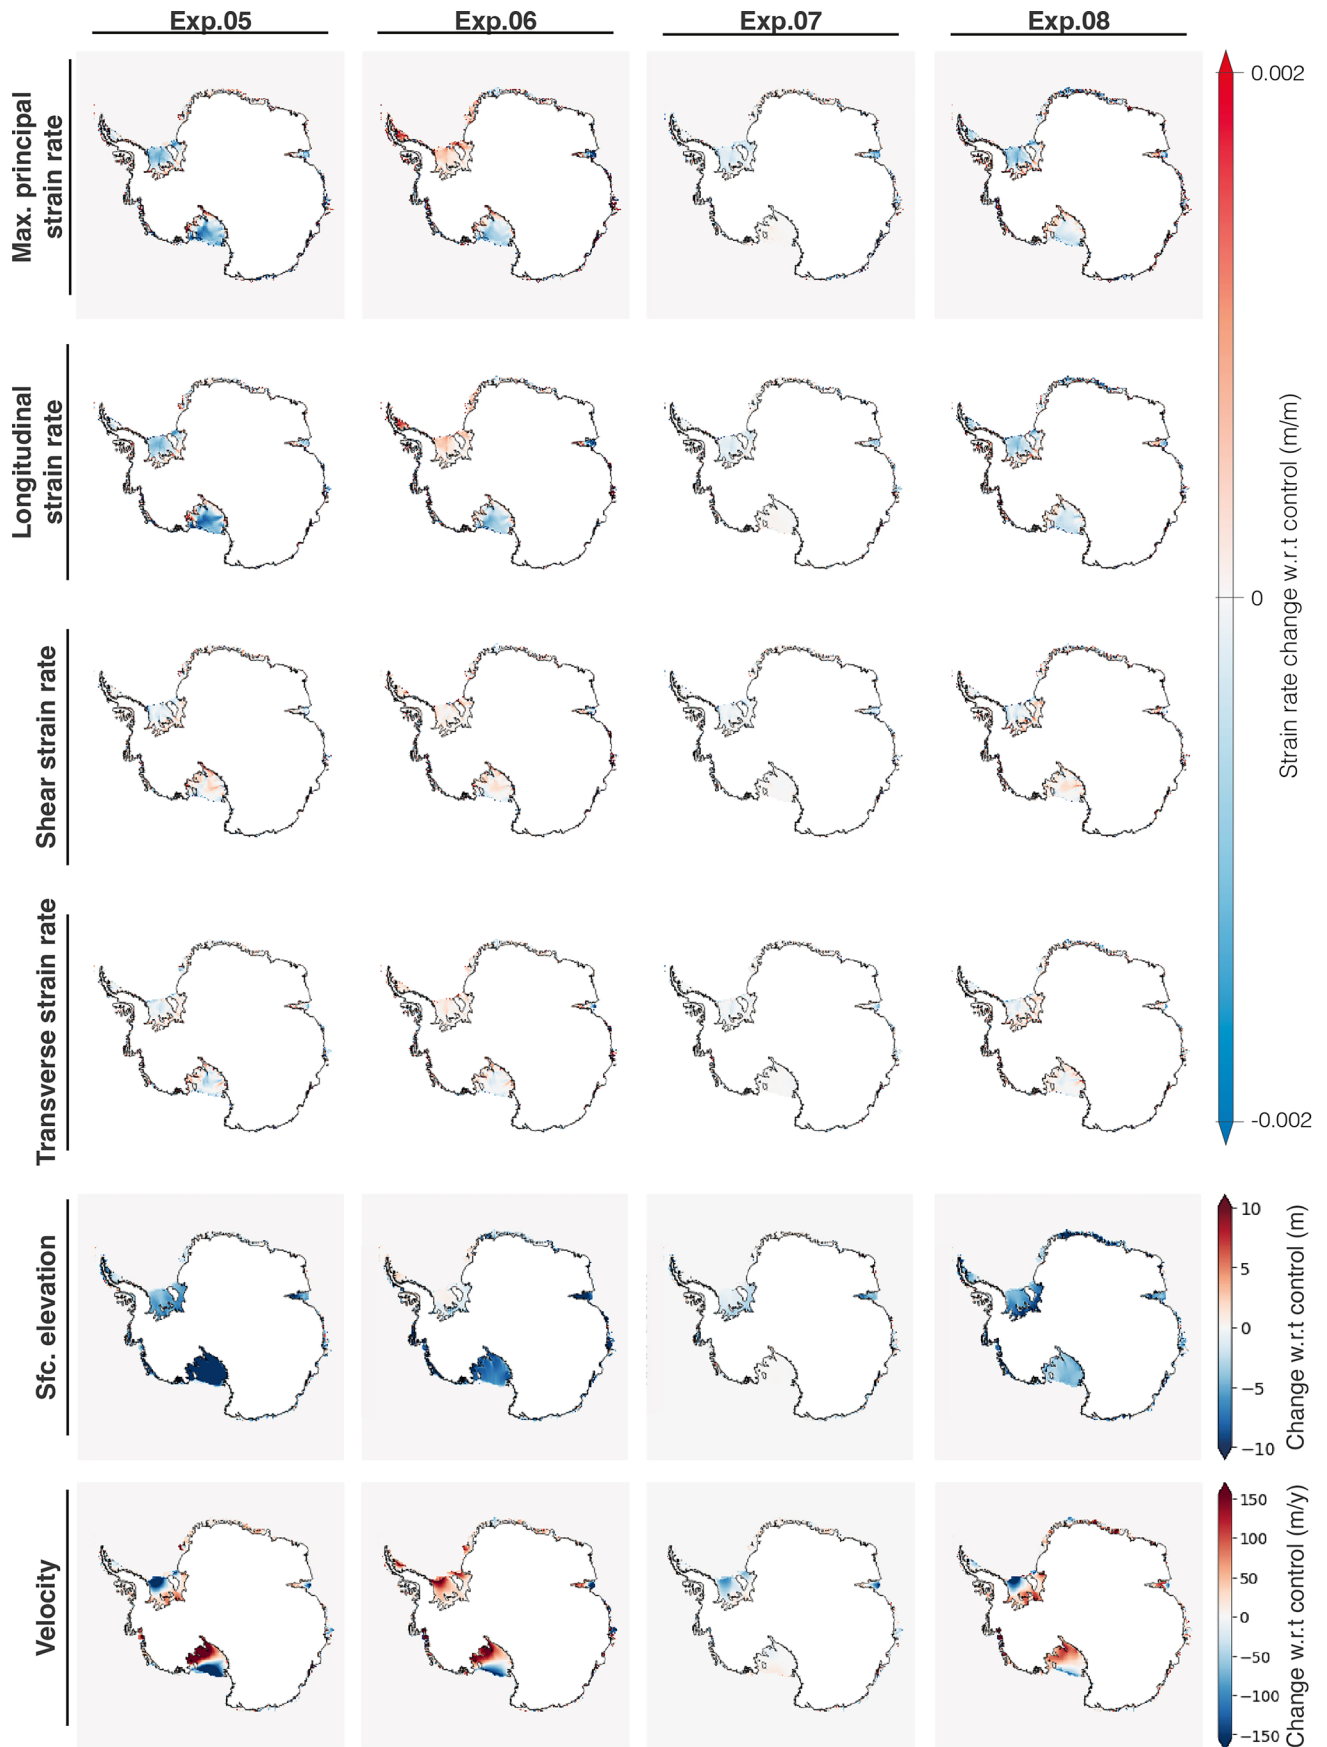 Exp.05 Exp.06 Exp.07 Exp.08
Max. principal
strain rate
Longitudinal
strain rate
Shear strain rate
Transverse strain rate
Sfc. elevation
Velocity
0.002
0
-0.002
Strain rate change w.r.t control (m/m)
10
5
0
−5
−10
Change w.r.t control (m)
150
100
50
0
−50
−100
−150
Change w.r.t control (m/y)